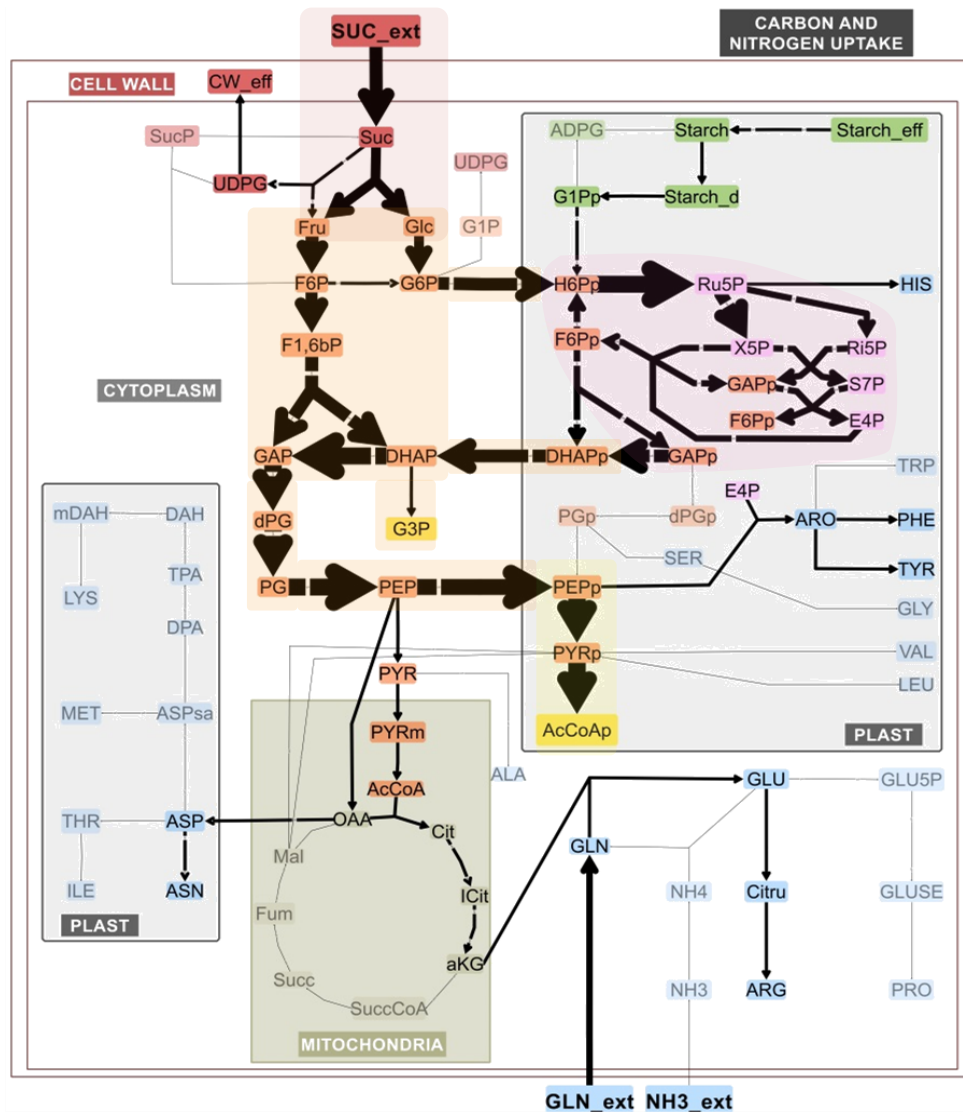 SUC_ext
CARBON AND
NITROGEN UPTAKE
CELL WALL
CW_eff
SucP
Suc
ADPG
Starch
Starch_eff
UDPG
UDPG
G1Pp
Starch_d
Fru
Glc
G1P
F6P
G6P
H6Pp
Ru5P
HIS
F1,6bP
F6Pp
X5P
Ri5P
CYTOPLASM
GAPp
S7P
F6Pp
E4P
GAP
DHAP
DHAPp
GAPp
TRP
mDAH
DAH
dPG
G3P
PGp
dPGp
E4P
ARO
PHE
TPA
SER
TYR
LYS
PG
PEP
PEPp
GLY
DPA
PYR
PYRp
VAL
LEU
MET
ASPsa
PYRm
AcCoAp
PLAST
AcCoA
ALA
GLU
GLU5P
THR
ASP
OAA
Cit
GLN
Mal
ILE
ASN
ICit
NH4
Citru
GLUSE
PLAST
Fum
aKG
Succ
SuccCoA
NH3
ARG
PRO
MITOCHONDRIA
GLN_ext
NH3_ext